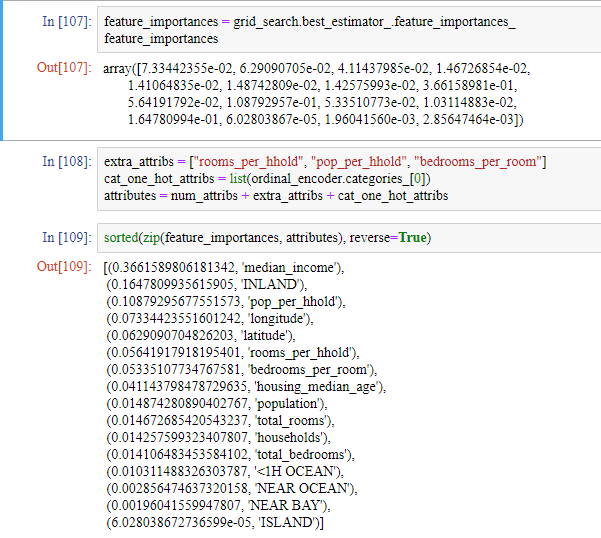 In [107]: feature_importances = grid_search.best_estimator_.feature_importances_
feature_importances
Out[107]: array([7.33442355e-02, 6.29090705e-02, 4.11437985e-02, 1.46726854e-02,
1.41064835e-02, 1.48742809e-02, 1.42575993e-02, 3.66158981e-01,
5.64191792e-02, 1.08792957e-01, 5.33510773e-02, 1.03114883e-02,
1.64780994e-01, 6.02803867e-05, 1.96041560e-03, 2.85647464e-03])
In [108]: extra_attribs = ["rooms_per_hhold", "pop_per_hhold", "bedrooms_per_room"]
cat_one_hot_attribs = list(ordinal_encoder.categories_[0])
attributes = num_attribs + extra_attribs + cat_one_hot_attribs
In [109]: sorted(zip(feature_importances, attributes), reverse=True)
Out[109]: [(0.3661589806181342, 'median_income'),
(0.1647809935615905, 'INLAND'),
(0.10879295677551573, 'pop_per_hhold'),
(0.07334423551601242, 'longitude'),
(0.0629090704826203, 'latitude'),
(0.05641917918195401, 'rooms_per_hhold'),
(0.05335107734767581, 'bedrooms_per_room'),
(0.041143798478729635, 'housing_median_age'),
(0.014874280890402767, 'population'),
(0.014672685420543237, 'total_rooms'),
(0.014257599323407807, 'households'),
(0.014106483453584102, 'total_bedrooms'),
(0.010311488326303787, '<1H OCEAN'),
(0.002856474637320158, 'NEAR OCEAN'),
(0.00196041559947807, 'NEAR BAY'),
(6.028038672736599e-05, 'ISLAND')]